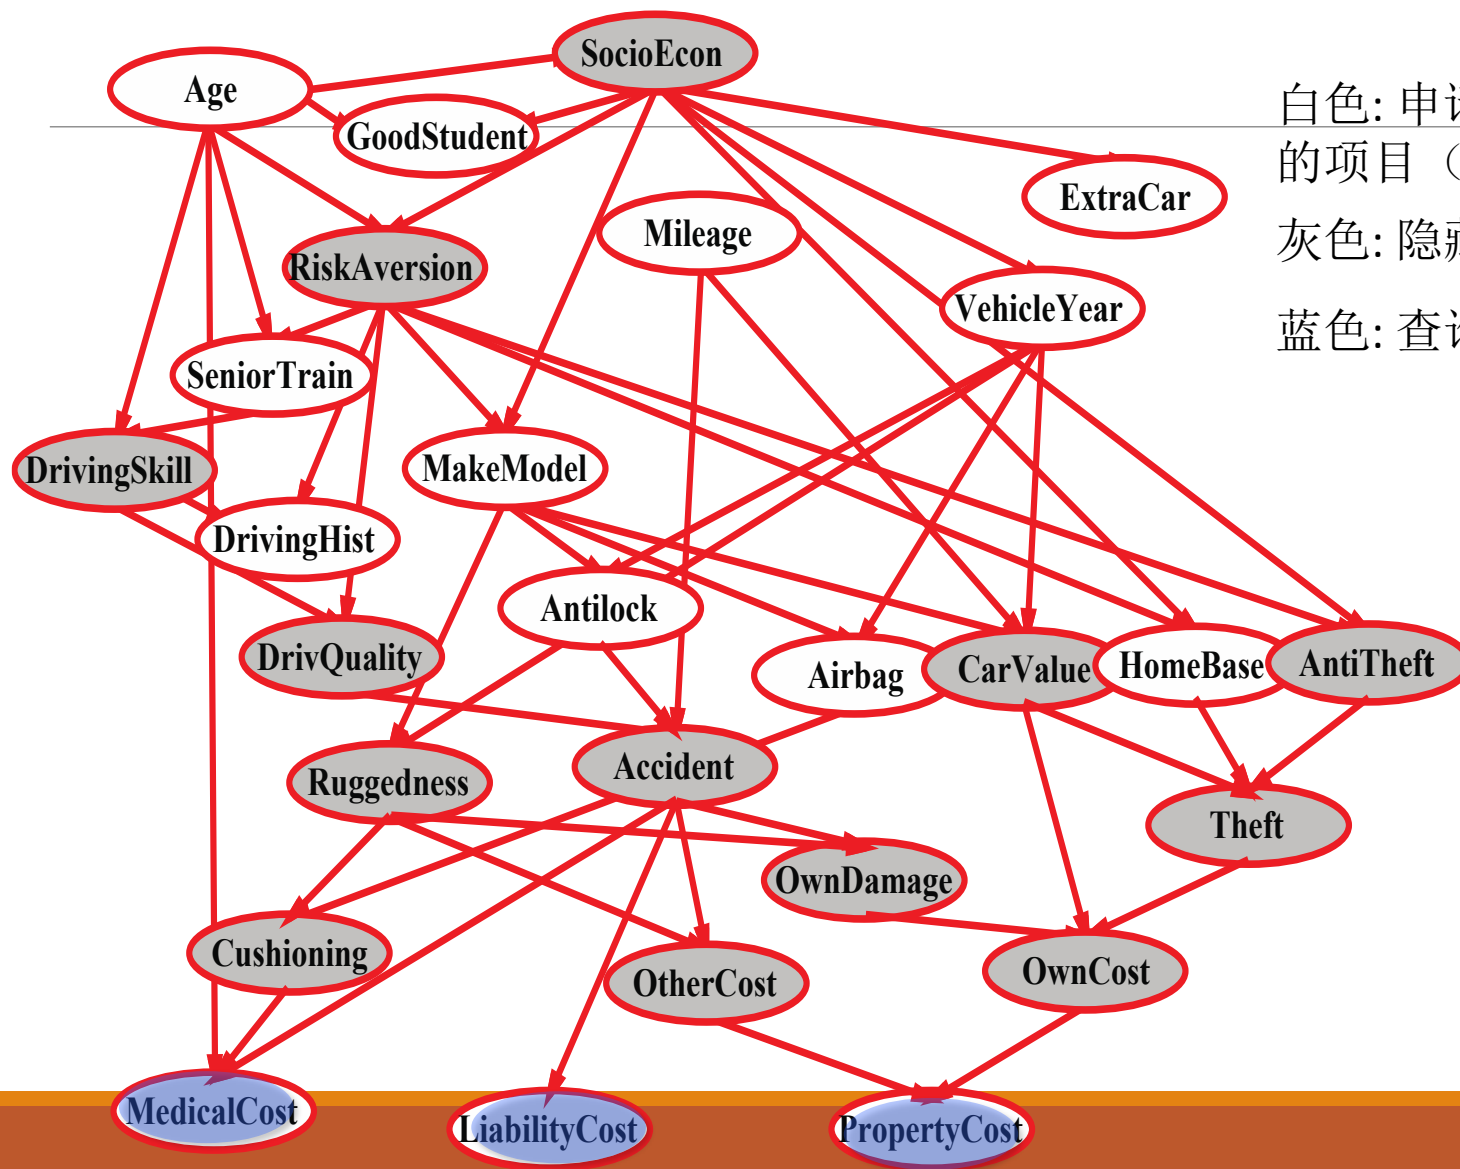 SocioEcon
Age
GoodStudent
ExtraCar
Mileage
RiskAversion
VehicleYear
SeniorTrain
DrivingSkill
MakeModel
DrivingHist
Antilock
DrivQuality
Airbag
CarValue
HomeBase
AntiTheft
Ruggedness
Accident
Theft
OwnDamage
Cushioning
OtherCost
OwnCost
MedicalCost
LiabilityCost
PropertyCost
白色: 申
的项目（
灰色: 隐
蓝色: 查